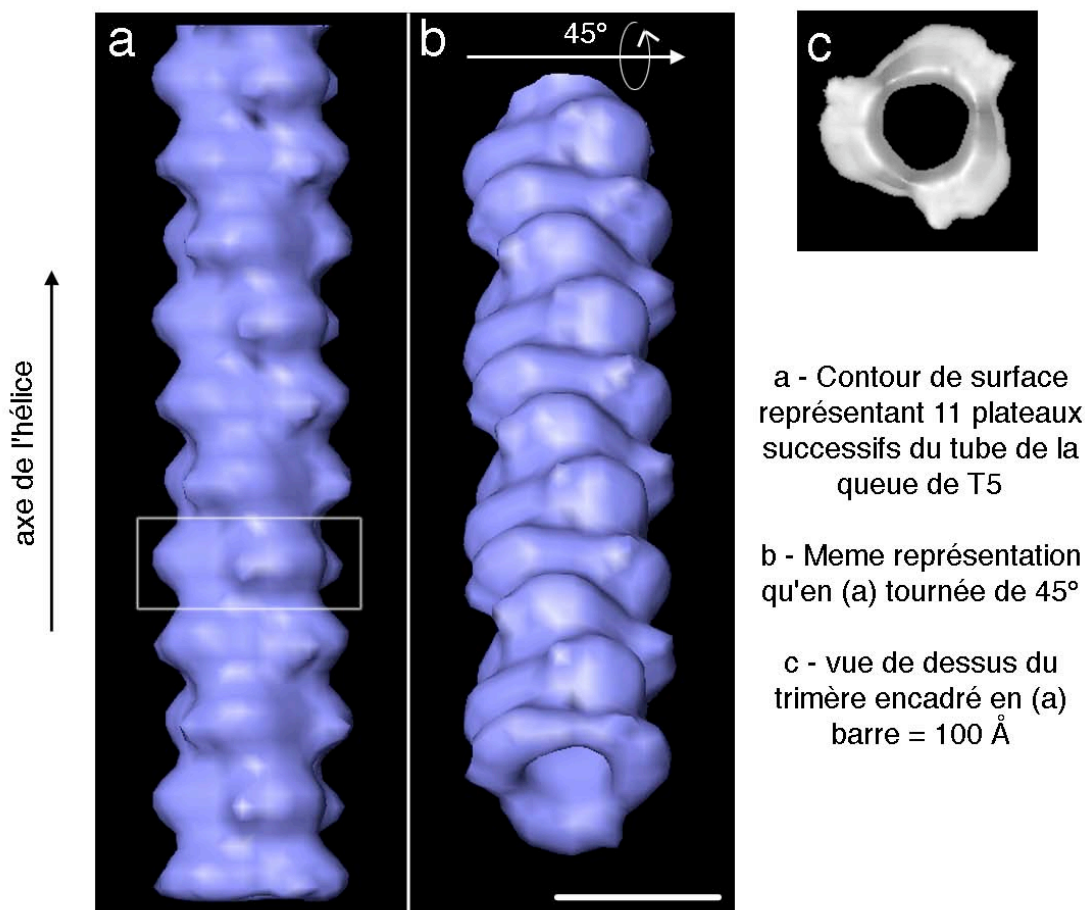 a
b
45°
c
axe de l'hélice
a - Contour de surface
représentant 11 plateaux
successifs du tube de la
queue de T5
b - Meme représentation
qu'en (a) tournée de 45°
c - vue de dessus du
trimère encadré en (a)
barre = 100 Å